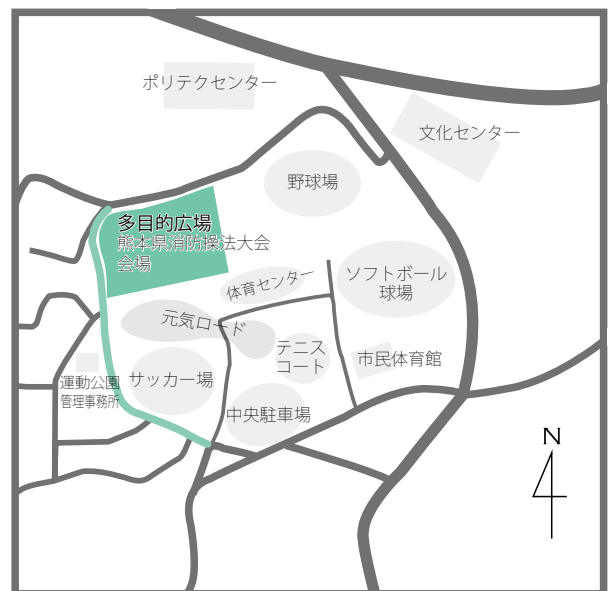 ポリテクセンター
文化センター
野球場
多目的広場
熊本県消防操法大会
会場
体育センター
ソフトボール
球場
元気ロード
テニス
コート
市民体育館
運動公園
管理事務所
サッカー場
中央駐車場
N